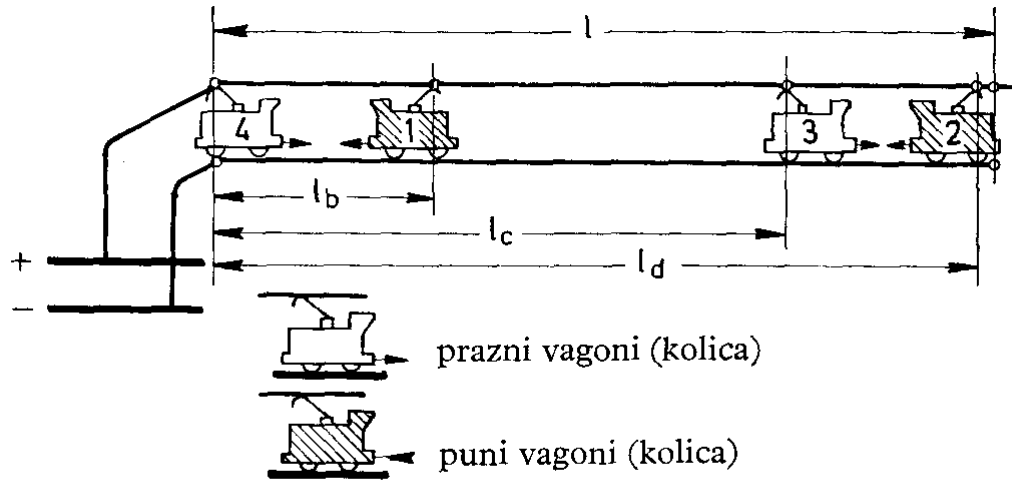 l
4 1 3 2
l_b
l_c
l_d
+
−
prazni vagoni (kolica)
puni vagoni (kolica)